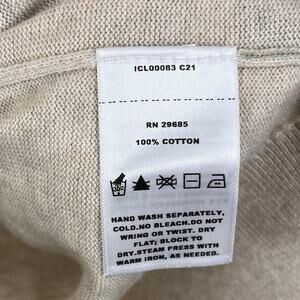 ICL00083 C21
RN 29685
100% COTTON
HAND WASH SEPARATELY,
COLD.NO BLEACH.DO NOT
WRING OR TWIST. DRY
FLAT; BLOCK TO
DRY.STEAM PRESS WITH
WARM IRON, AS NEEDED.